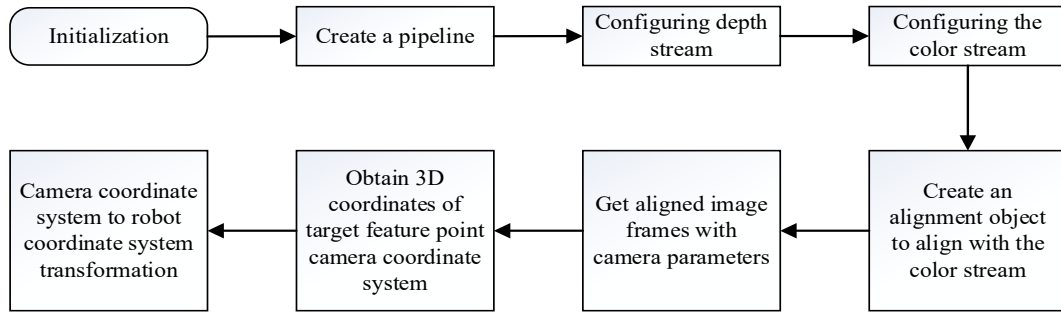 Initialization
Create a pipeline
Configuring depth
stream
Configuring the
color stream
Create an
alignment object
to align with the
color stream
Get aligned image
frames with
camera parameters
Obtain 3D
coordinates of
target feature point
camera coordinate
system
Camera coordinate
system to robot
coordinate system
transformation